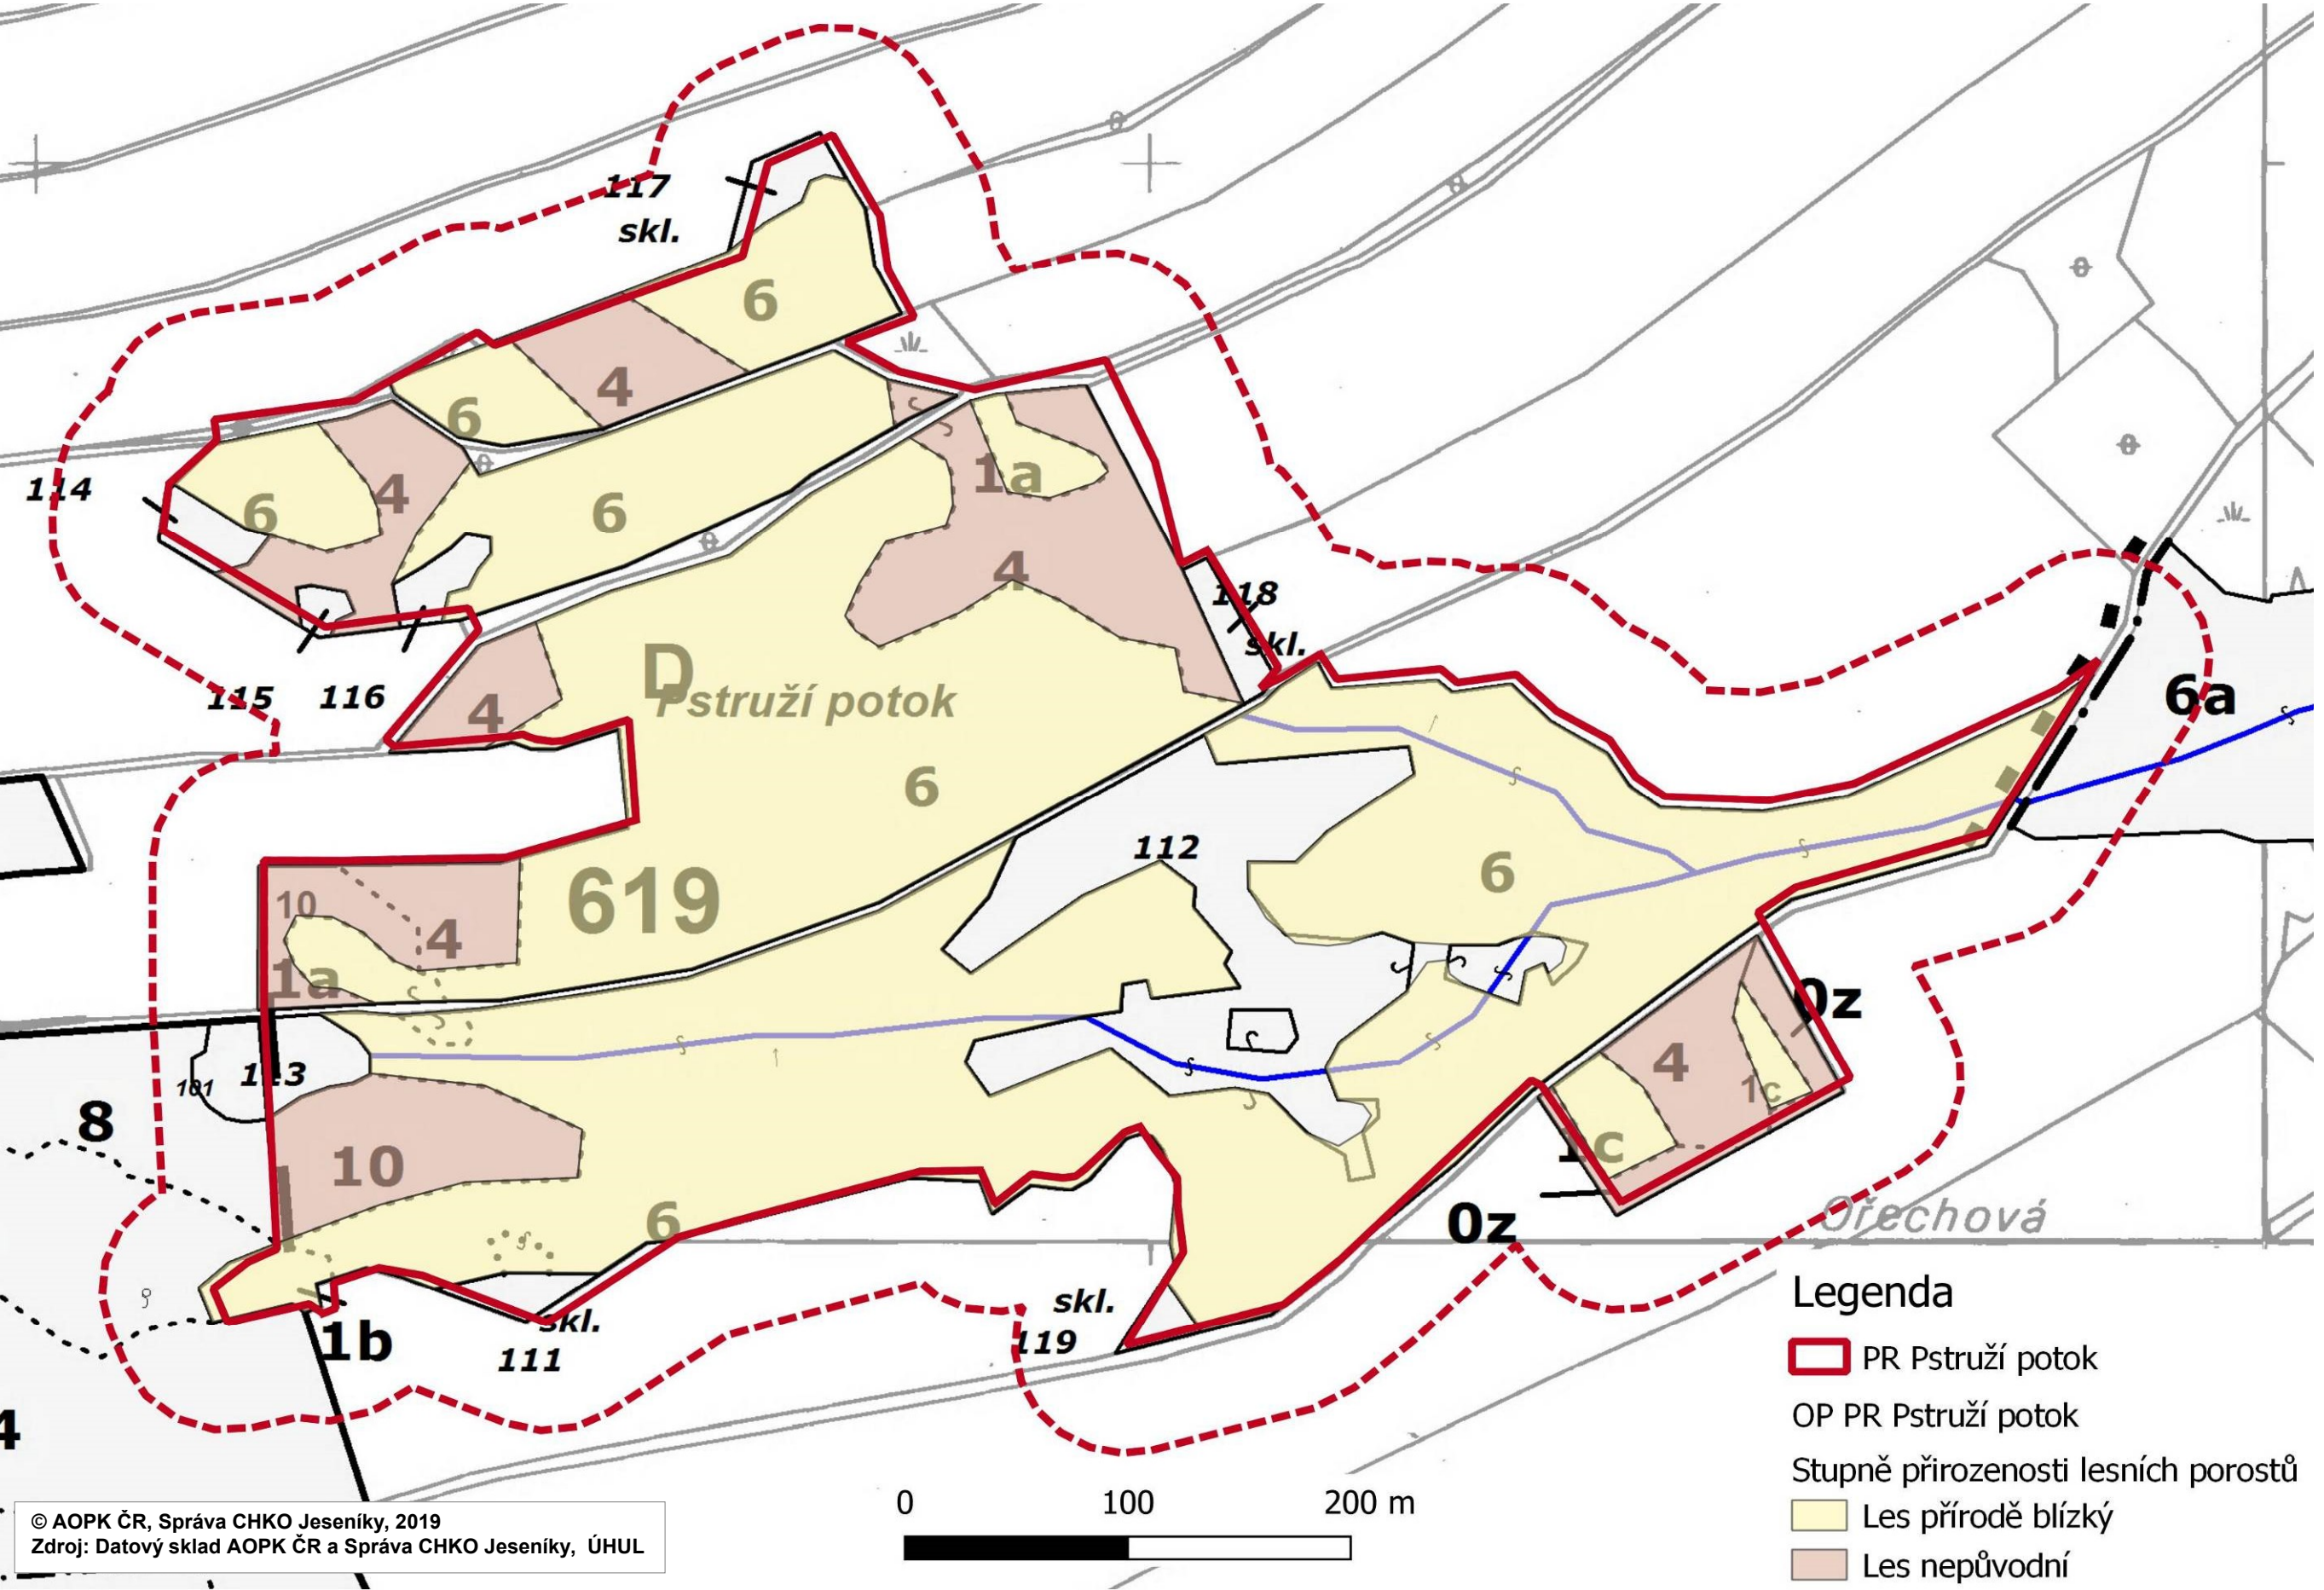 117
skl.
6
4
6
114
6
4
6
1a
4
118
skl.
115
116
4
D
Pstruží potok
6a
6
112
6
619
10
4
1a
0z
113
101
8
4
1c
10
1c
6
0z
Ořechová
skl.
119
1b
skl.
111
4
Legenda
PR Pstruží potok
OP PR Pstruží potok
Stupně přirozenosti lesních porostů
Les přírodě blízký
Les nepůvodní
0 100 200 m
© AOPK ČR, Správa CHKO Jeseníky, 2019
Zdroj: Datový sklad AOPK ČR a Správa CHKO Jeseníky, ÚHUL